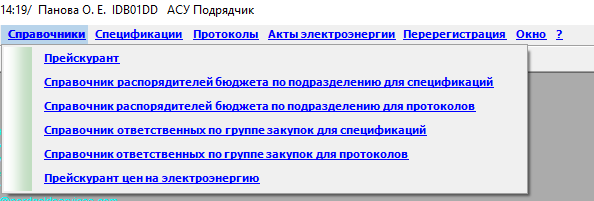 14:19/ Панова О. Е. IDB01DD АСУ Подрядчик
Справочники Спецификации Протоколы Акты электроэнергии Перерегистрация Окно ?
Прейскурант
Справочник распорядителей бюджета по подразделению для спецификаций
Справочник распорядителей бюджета по подразделению для протоколов
Справочник ответственных по группе закупок для спецификаций
Справочник ответственных по группе закупок для протоколов
Прейскурант цен на электроэнергию